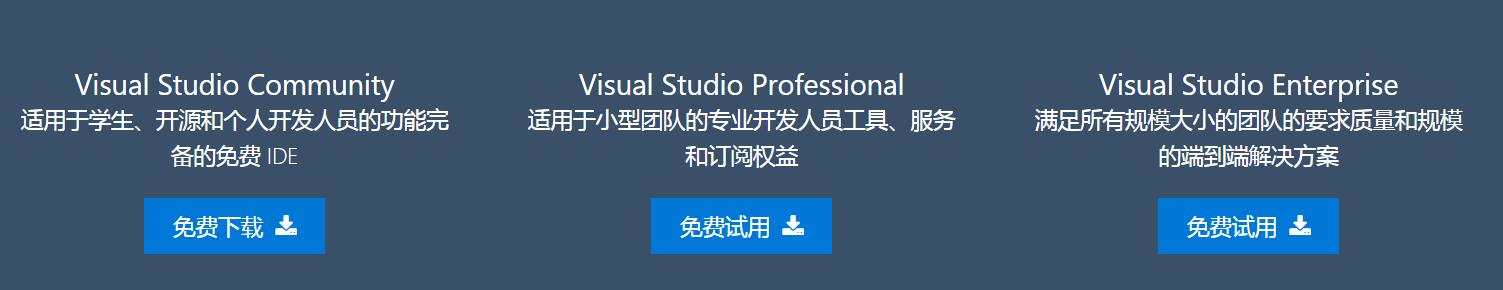 Visual Studio Community
适用于学生、开源和个人开发人员的功能完
备的免费 IDE
免费下载
Visual Studio Professional
适用于小型团队的专业开发人员工具、服务
和订阅权益
免费试用
Visual Studio Enterprise
满足所有规模大小的团队的要求质量和规模
的端到端解决方案
免费试用